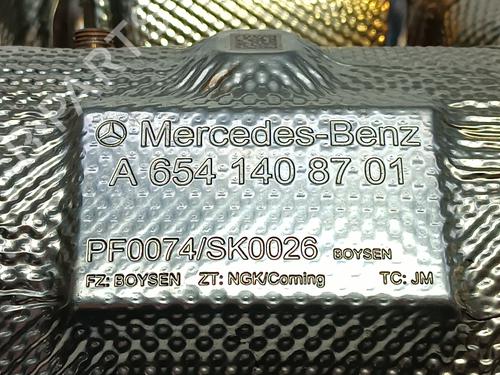 Mercedes-Benz
A 654 140 87 01
PF0074/SK0026 BOYSEN
FZ: BOYSEN ZT: NGK/Corning TC: JM